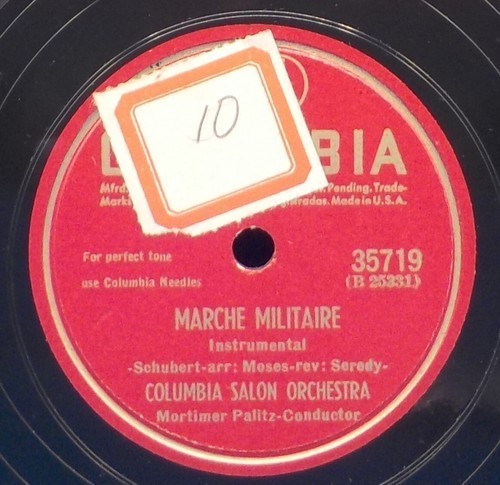 10
BIA
Mfrd. Pending. Trade-
Marks Made in U.S.A.
For perfect tone
use Columbia Needles
35719
(B 25331)
MARCHE MILITAIRE
Instrumental
-Schubert-arr: Moses-rev: Seredy-
COLUMBIA SALON ORCHESTRA
Mortimer Palitz-Conductor